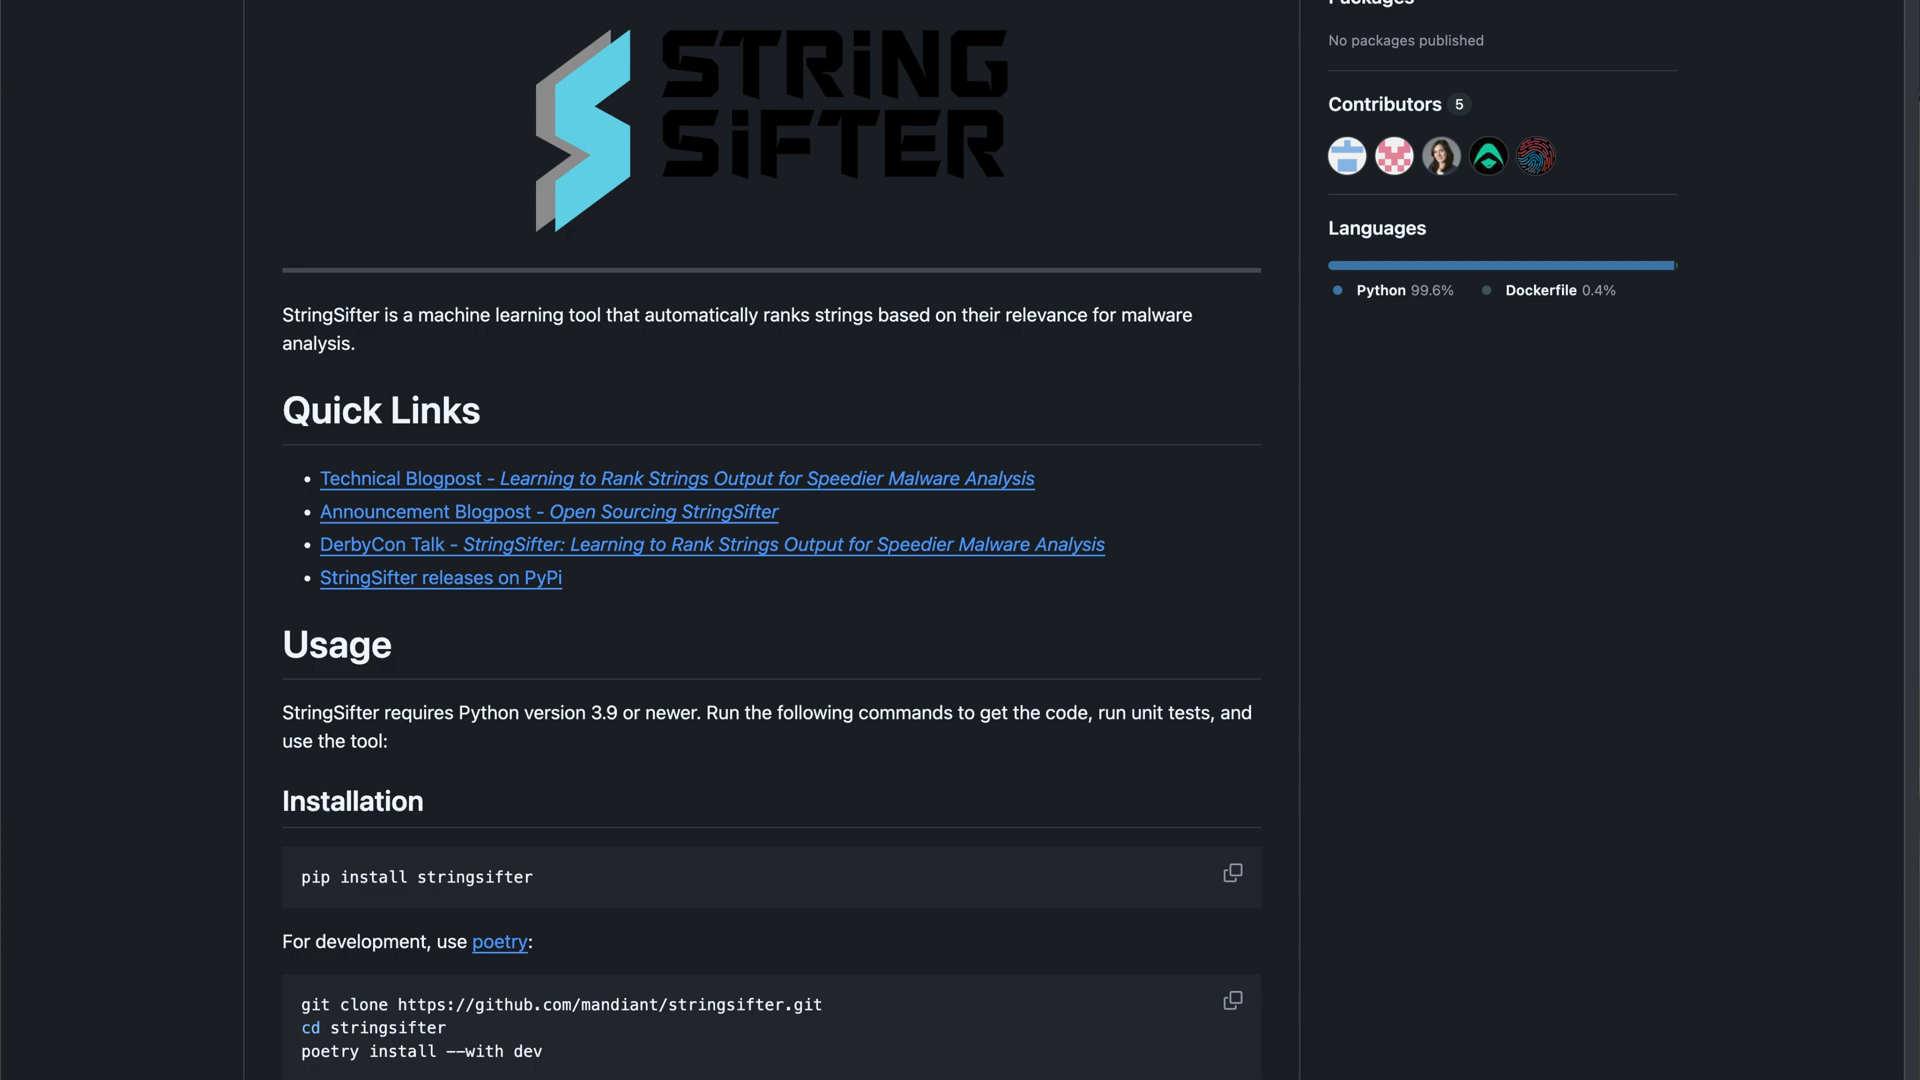 STRiNG
SiFTER
StringSifter is a machine learning tool that automatically ranks strings based on their relevance for malware
analysis.
Quick Links
• Technical Blogpost - Learning to Rank Strings Output for Speedier Malware Analysis
• Announcement Blogpost - Open Sourcing StringSifter
• DerbyCon Talk - StringSifter: Learning to Rank Strings Output for Speedier Malware Analysis
• StringSifter releases on PyPi
Usage
StringSifter requires Python version 3.9 or newer. Run the following commands to get the code, run unit tests, and
use the tool:
Installation
pip install stringsifter
For development, use poetry:
git clone https://github.com/mandiant/stringsifter.git
cd stringsifter
poetry install --with dev
Packages
No packages published
Contributors 5
Languages
Python 99.6% Dockerfile 0.4%